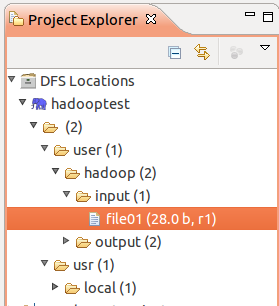 Project Explorer
DFS Locations
hadooptest
(2)
user (1)
hadoop (2)
input (1)
file01 (28.0 b, r1)
output (2)
usr (1)
local (1)